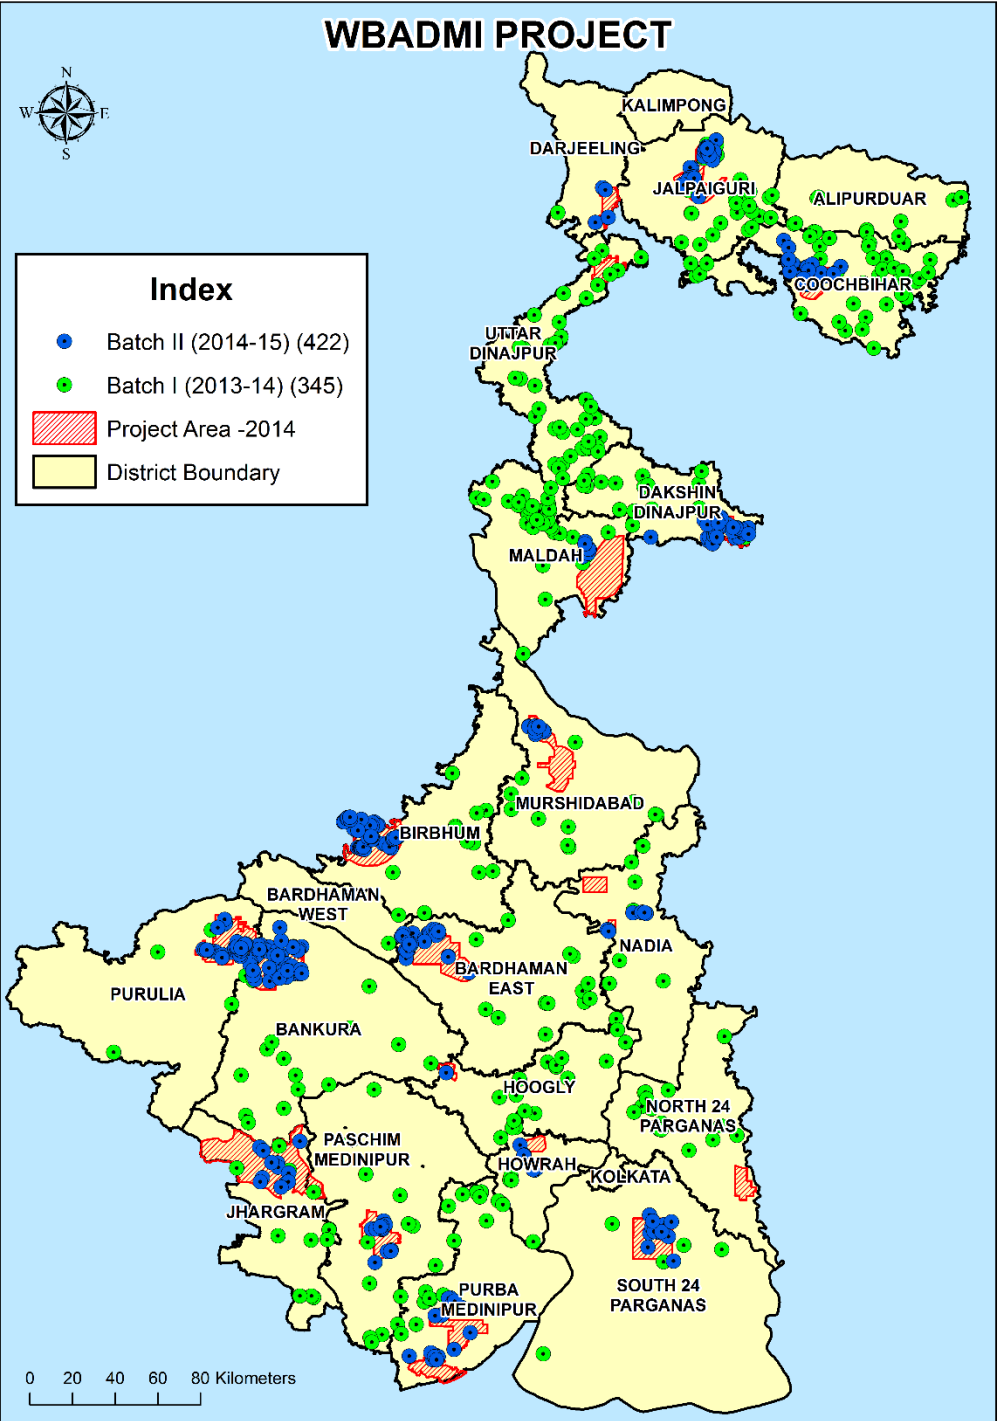 WBADMI PROJECT
N
W E
S
KALIMPONG
DARJEELING
JALPAIGURI
ALIPURDUAR
COOCHBIHAR
Index
Batch II (2014-15) (422)
Batch I (2013-14) (345)
Project Area -2014
District Boundary
UTTAR
DINAJPUR
DAKSHIN
DINAJPUR
MALDAH
MURSHIDABAD
BIRBHUM
BARDHAMAN
WEST
NADIA
BARDHAMAN
EAST
PURULIA
BANKURA
HOOGLY
NORTH 24
PARGANAS
PASCHIM
MEDINIPUR
HOWRAH
KOLKATA
JHARGRAM
SOUTH 24
PARGANAS
PURBA
MEDINIPUR
0 20 40 60 80 Kilometers